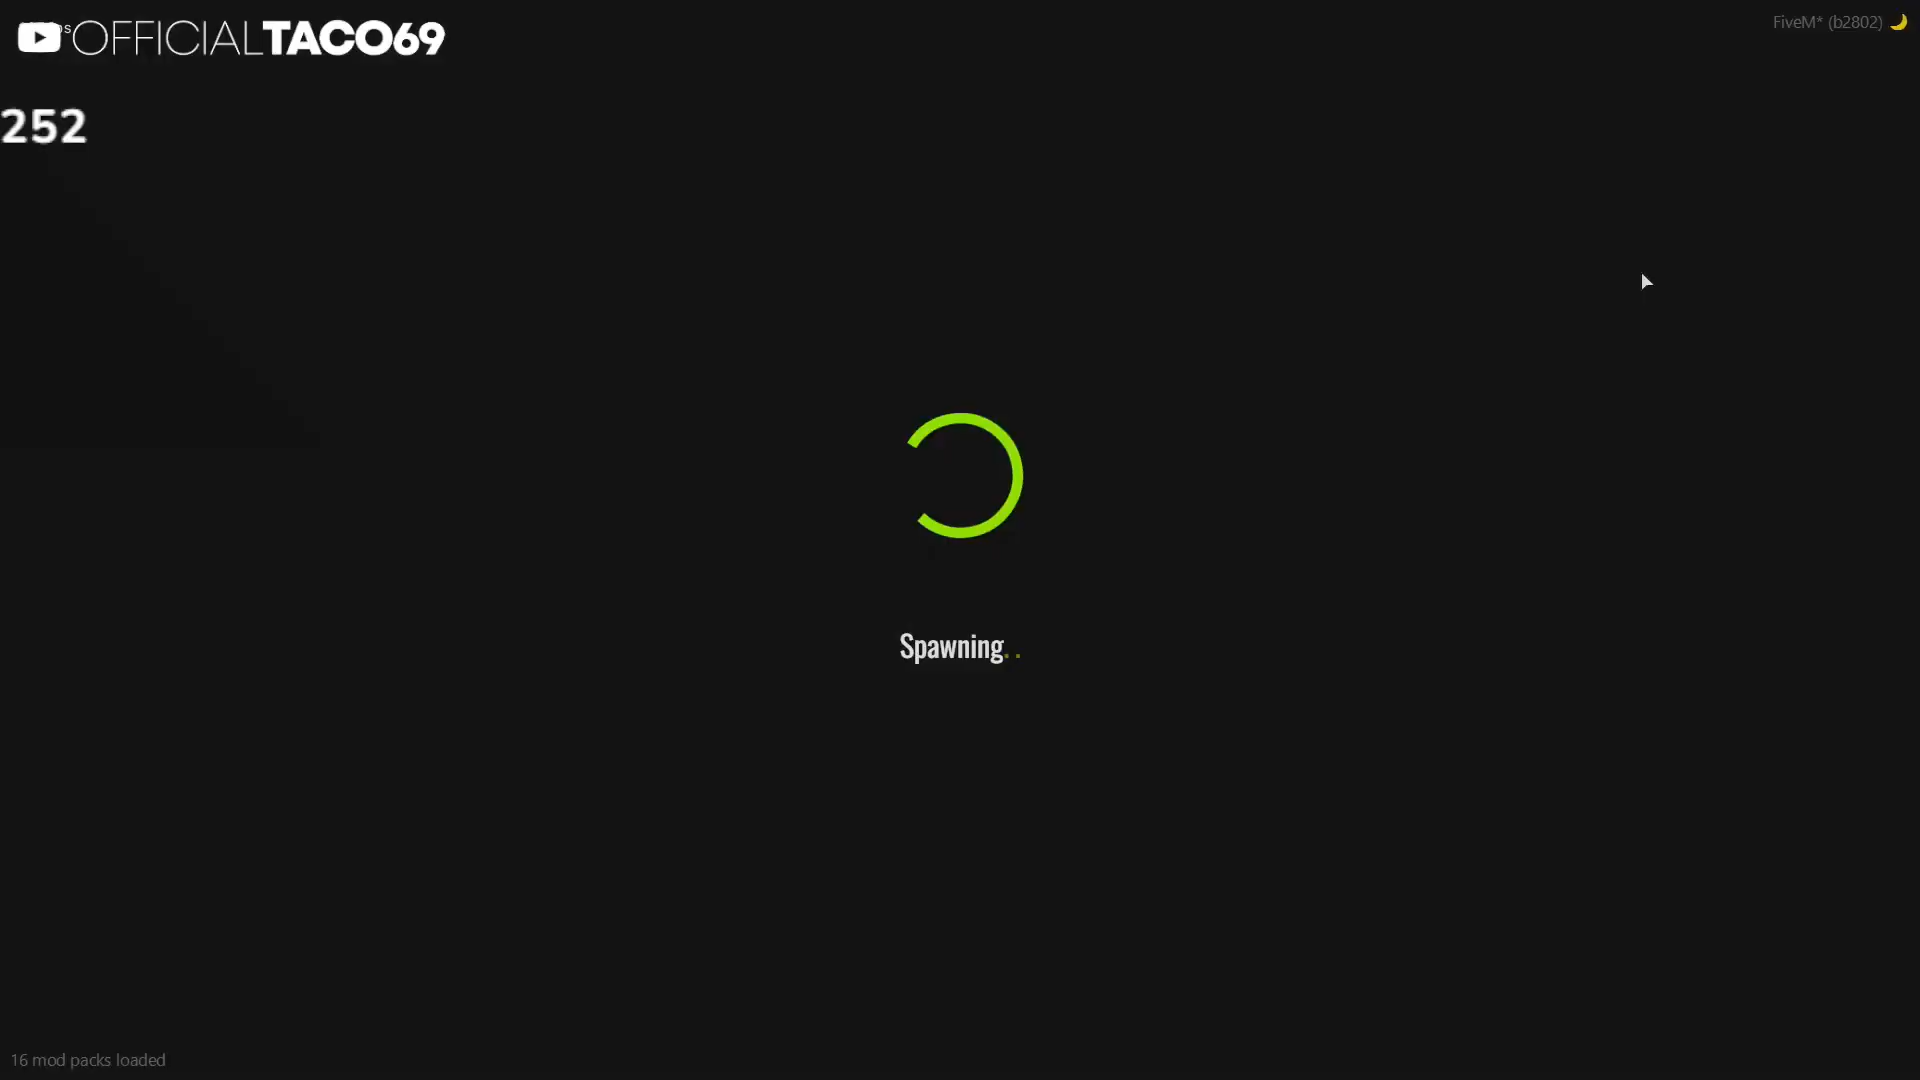 OFFICIALTACO69
FiveM* (b2802)
252
Spawning. .
16 mod packs loaded